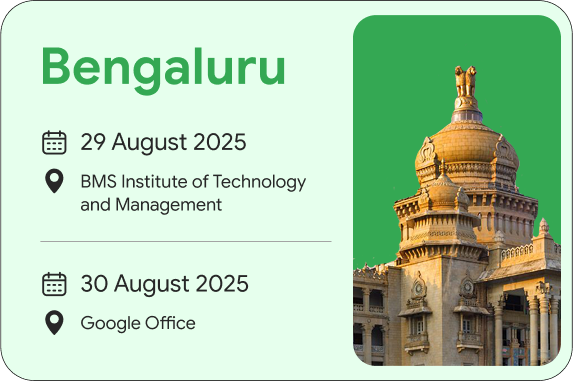 Bengaluru
29 August 2025
BMS Institute of Technology
and Management
30 August 2025
Google Office